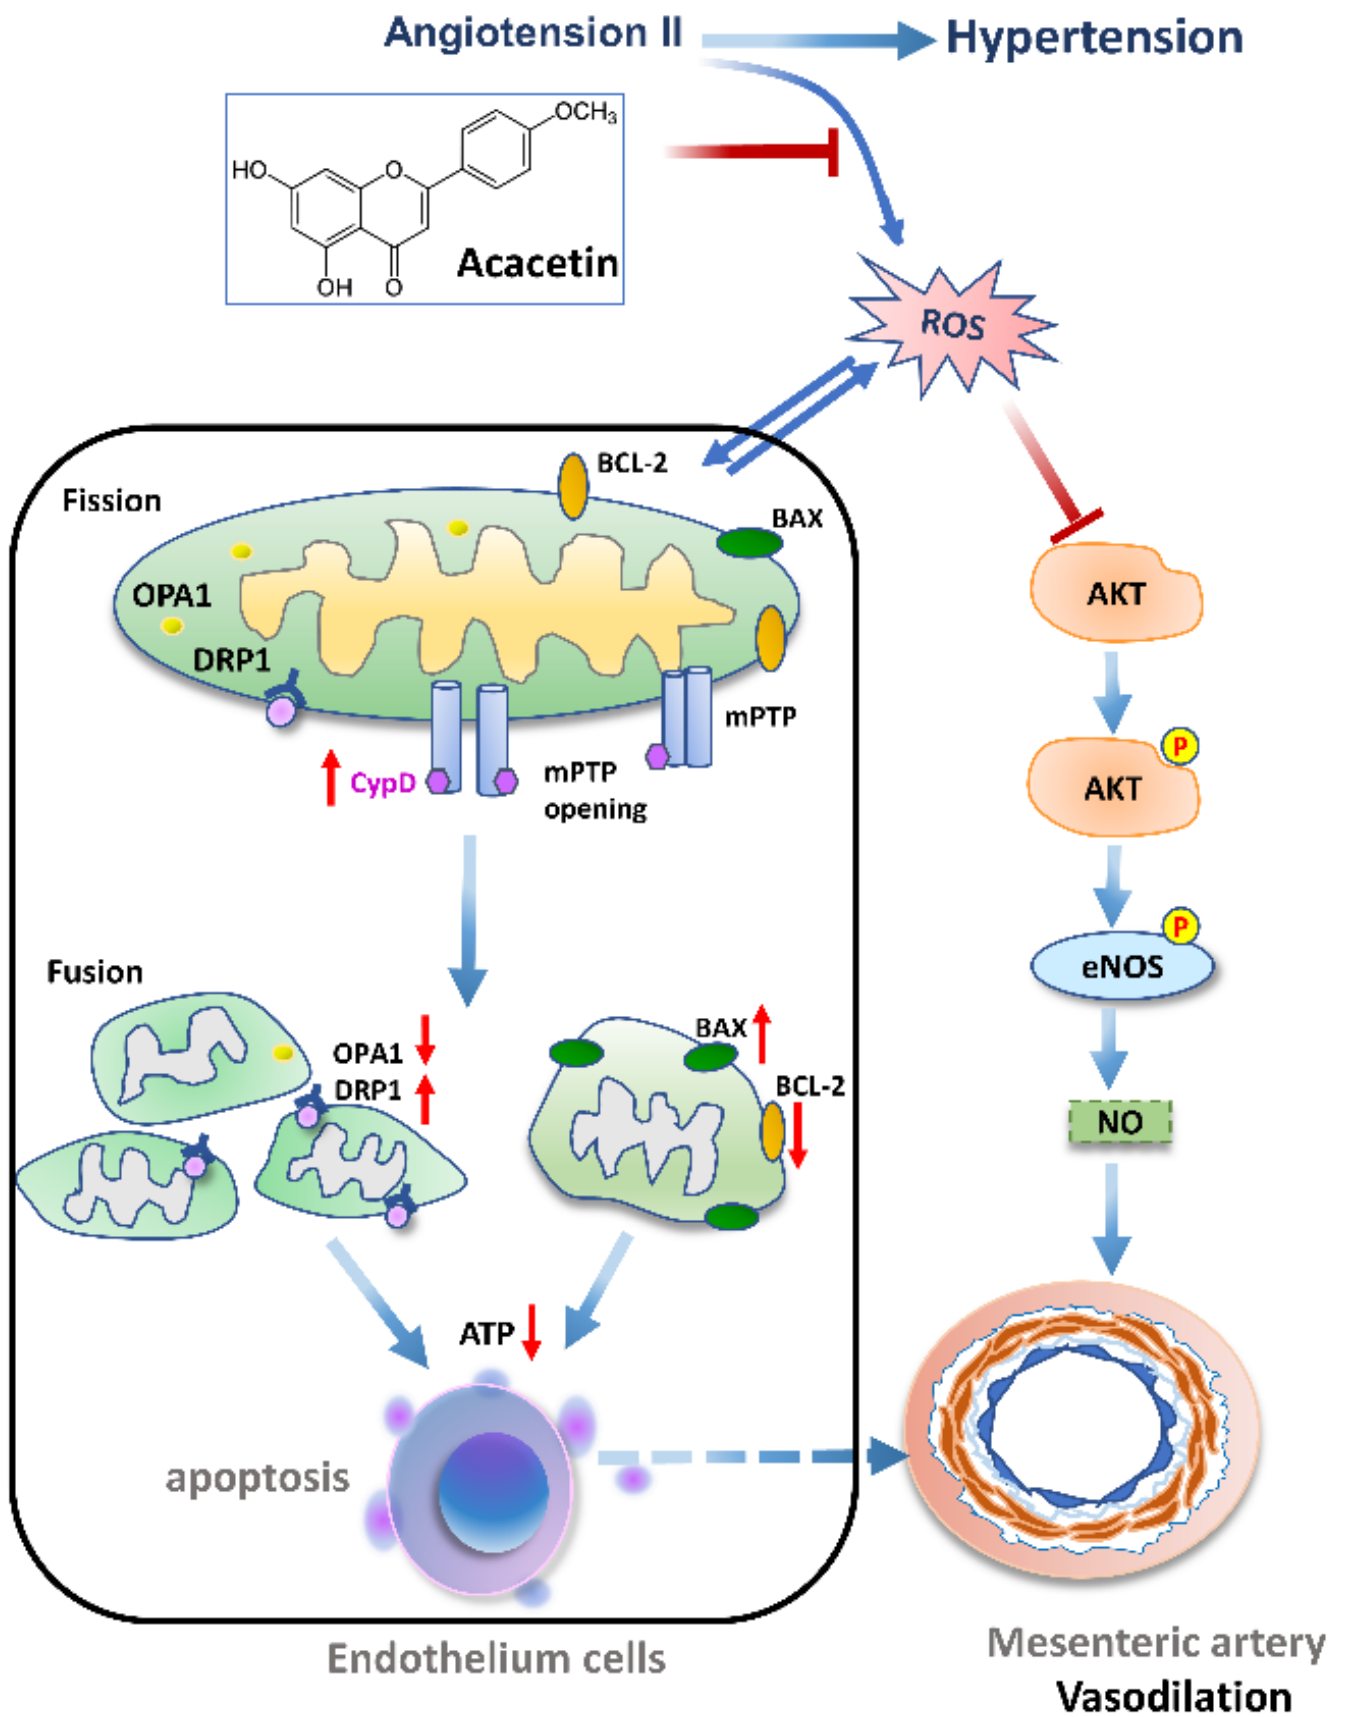 Angiotension II
Hypertension
OCH₃
HO
O
OH
O
Acacetin
ROS
Fission
BCL-2
BAX
OPA1
DRP1
mPTP
CypD
mPTP
opening
AKT
P
AKT
P
eNOS
NO
Fusion
OPA1
DRP1
BAX
BCL-2
ATP
apoptosis
Endothelium cells
Mesenteric artery
Vasodilation